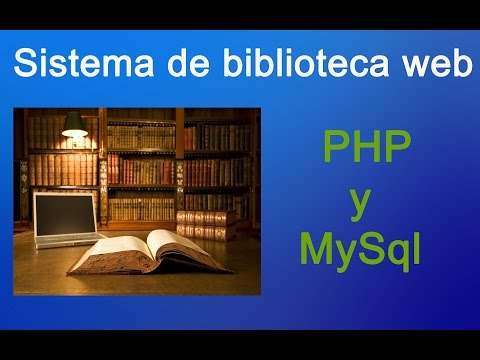 Sistema de biblioteca web
PHP
y
MySql